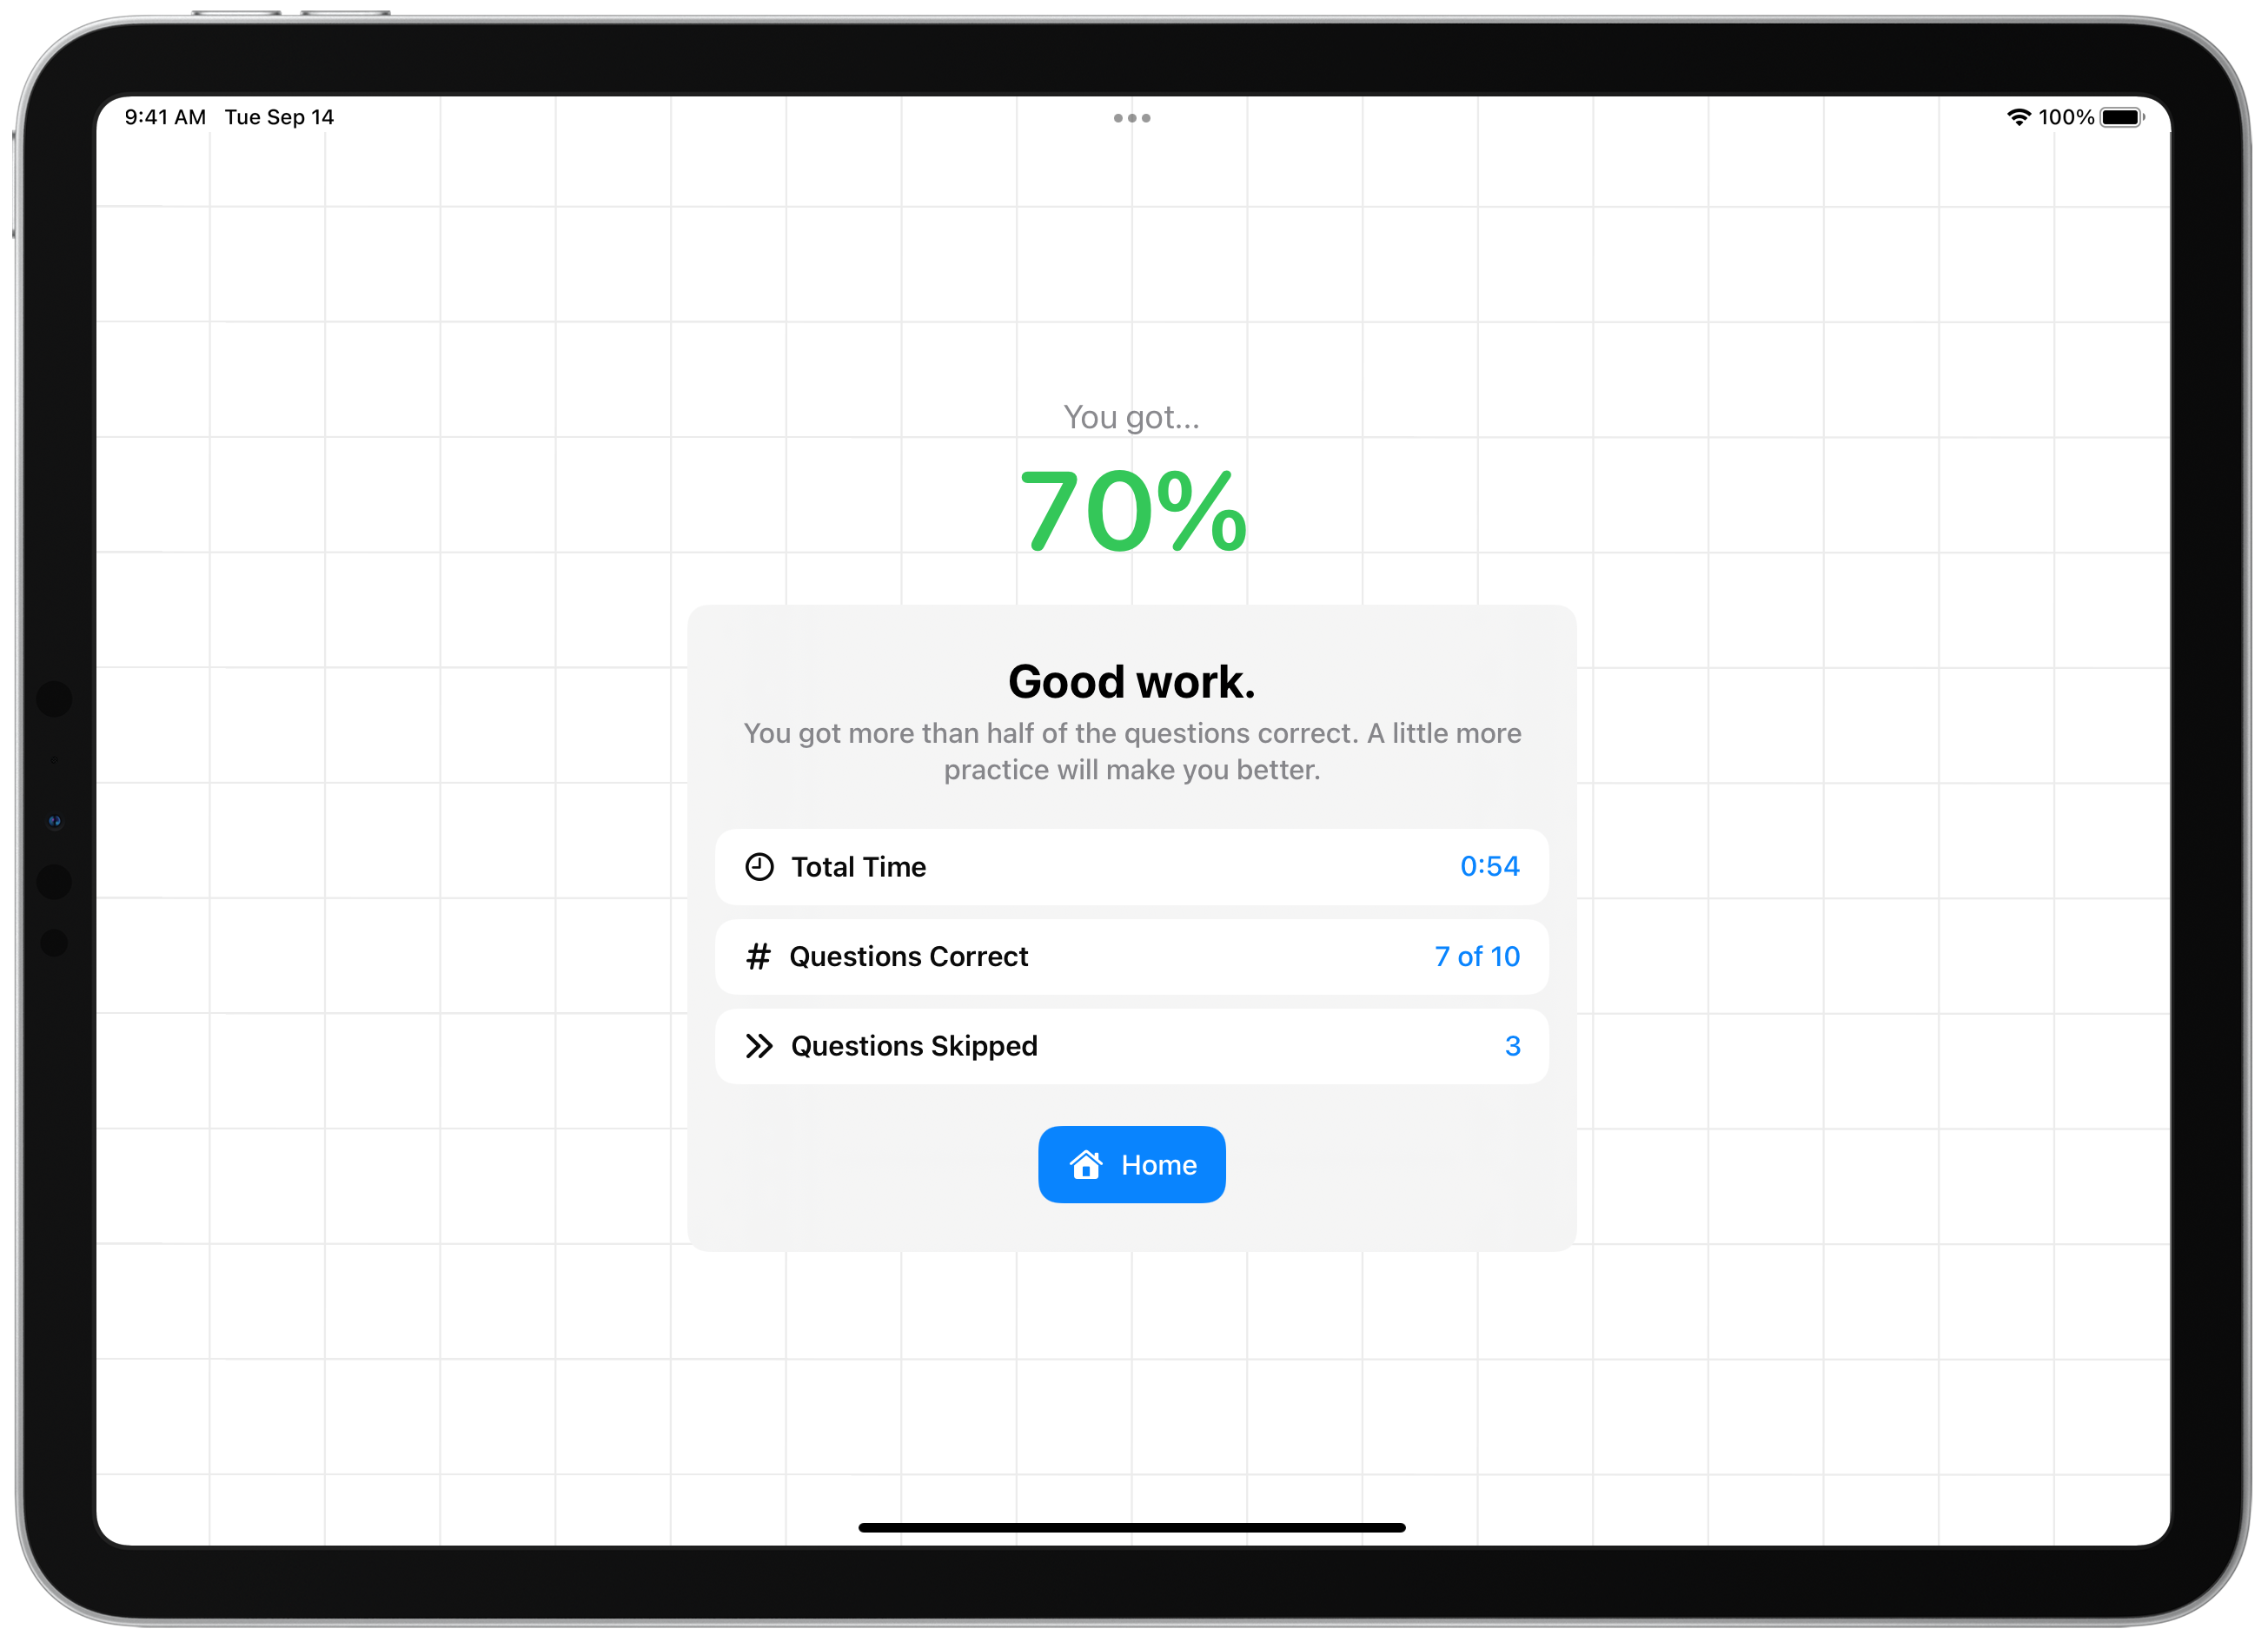 9:41 AM Tue Sep 14
100%
You got...
70%
Good work.
You got more than half of the questions correct. A little more
practice will make you better.
Total Time 0:54
# Questions Correct 7 of 10
Questions Skipped 3
Home